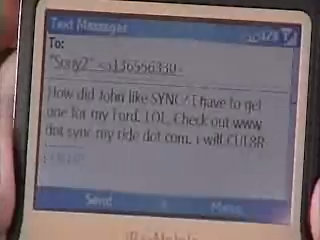 Text Messages
To:
"Sony2"
How did John like SYNC? I have to get
one for my Ford. LOL. Check out www
dot sync my ride dot com. i will CUL8R
Send
Menu